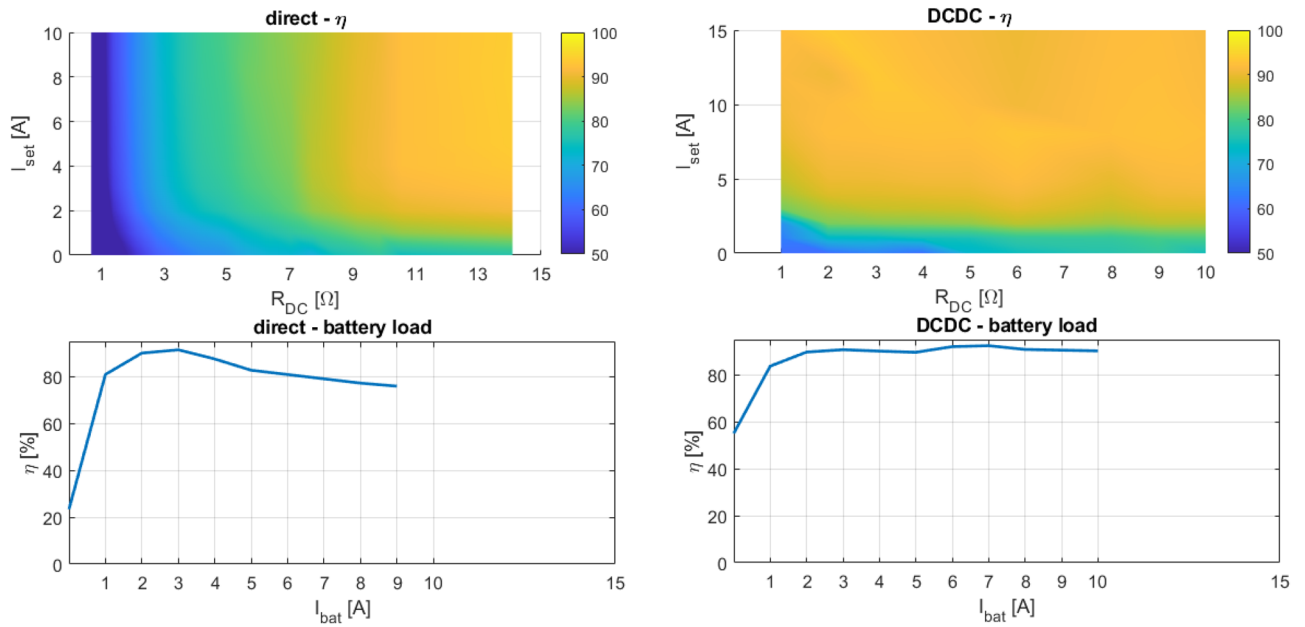 direct - η
10
8
6
4
2
0
I_set [A]
1 3 5 7 9 11 13 15
R_DC [Ω]
100
90
80
70
60
50
DCDC - η
15
10
5
0
I_set [A]
1 2 3 4 5 6 7 8 9 10
R_DC [Ω]
100
90
80
70
60
50
direct - battery load
80
60
40
20
0
η [%]
1 2 3 4 5 6 7 8 9 10 15
I_bat [A]
DCDC - battery load
80
60
40
20
0
η [%]
1 2 3 4 5 6 7 8 9 10 15
I_bat [A]